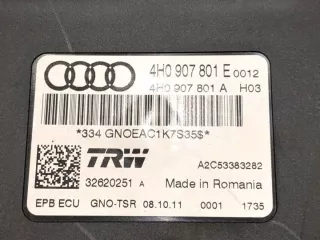 4H0 907 801 E 0012
4H0 907 801 A H03
*334 GNOEAC1K7S35$*
TRW
A2C53383282
32620251 A Made in Romania
EPB ECU GNO-TSR 08.10.11 0001 1735